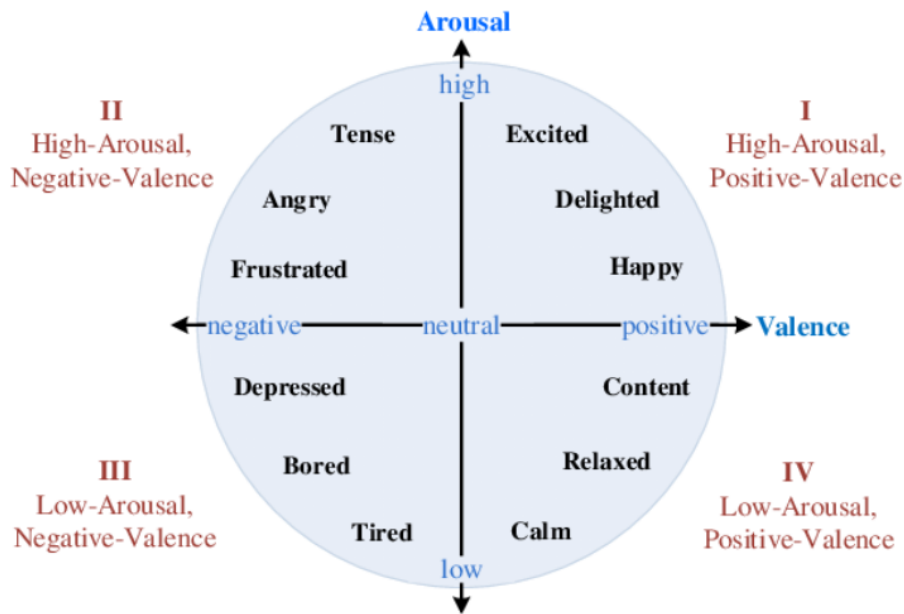 Arousal
high
II
High-Arousal,
Negative-Valence
I
High-Arousal,
Positive-Valence
Tense
Excited
Angry
Delighted
Frustrated
Happy
negative
neutral
positive
Valence
Depressed
Content
Bored
Relaxed
III
Low-Arousal,
Negative-Valence
IV
Low-Arousal,
Positive-Valence
Tired
Calm
low